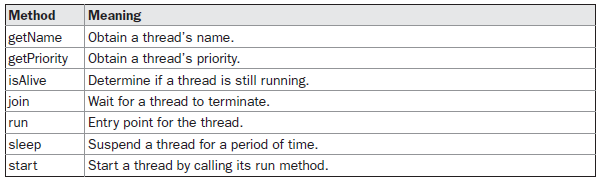 Method Meaning
getName Obtain a thread's name.
getPriority Obtain a thread's priority.
isAlive Determine if a thread is still running.
join Wait for a thread to terminate.
run Entry point for the thread.
sleep Suspend a thread for a period of time.
start Start a thread by calling its run method.